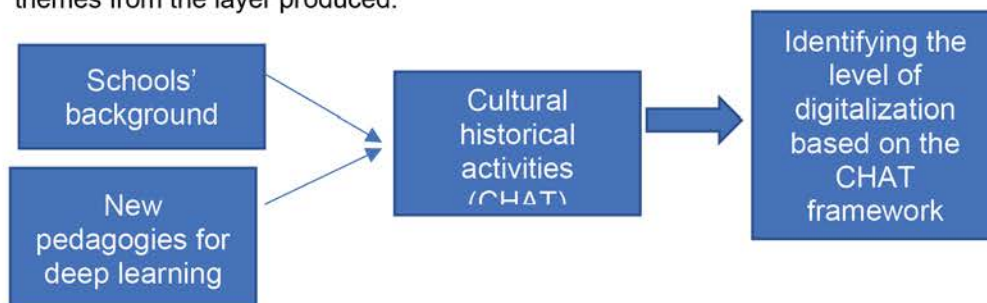 themes from the layer produced.
Schools'
background
New
pedagogies for
deep learning
Cultural
historical
activities
(CHAT)
Identifying the
level of
digitalization
based on the
CHAT
framework